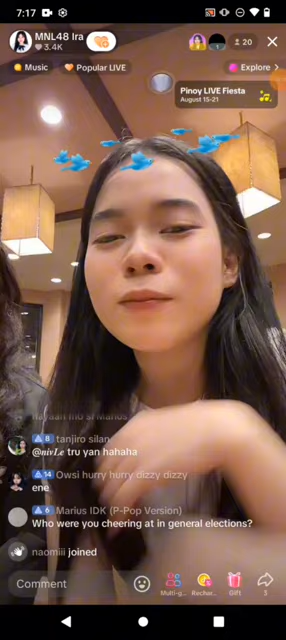 7:17
MNL48 Ira
3.4K
20
Music
Popular LIVE
Explore
Pinoy LIVE Fiesta
August 15-21
8 tanjiro silan
@nivLe tru yan hahaha
14 Owsi hurry hurry dizzy dizzy
ene
6 Marius IDK (P-Pop Version)
Who were you cheering at in general elections?
naomiii joined
Comment
Multi-g...
Rechar...
Gift
3